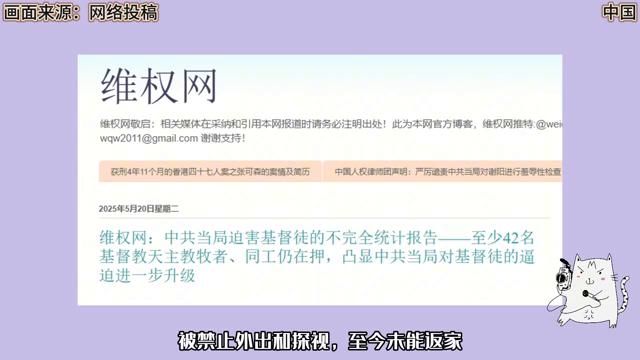 画面来源：网络投稿
中国
维权网
维权网敬启：相关媒体在采纳和引用本网报道时请务必注明出处！此为本网官方博客，维权网推特:@wei
wqw2011@gmail.com 谢谢支持！
获刑4年11个月的香港四十七人案之张可森的案情及简历
中国人权律师团声明：严厉谴责中共当局对谢阳进行羞辱性检查
2025年5月20日星期二
维权网：中共当局迫害基督徒的不完全统计报告——至少42名
基督教天主教牧者、同工仍在押，凸显中共当局对基督徒的逼
迫进一步升级
被禁止外出和探视，至今未能返家